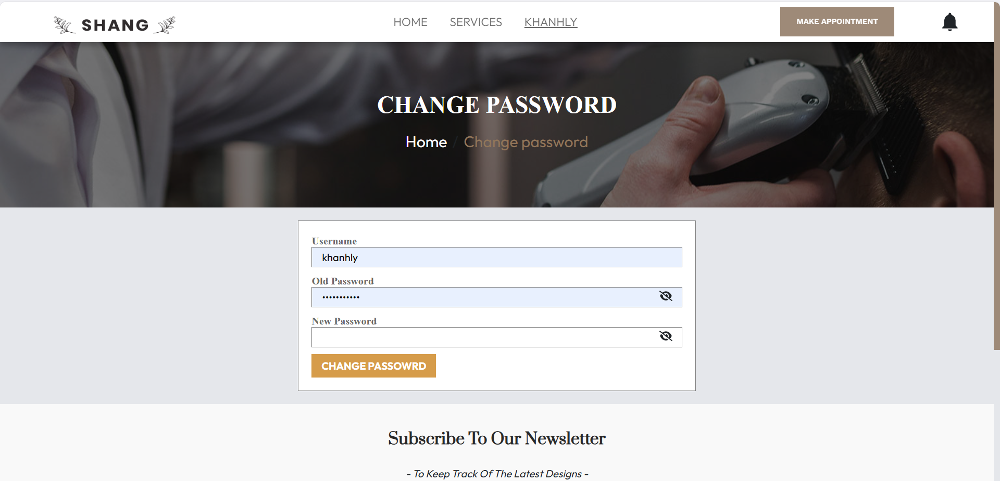 SHANG
HOME SERVICES KHANHLY
MAKE APPOINTMENT
CHANGE PASSWORD
Home / Change password
Username
khanhly
Old Password
•••••••••••
New Password
CHANGE PASSOWRD
Subscribe To Our Newsletter
- To Keep Track Of The Latest Designs -